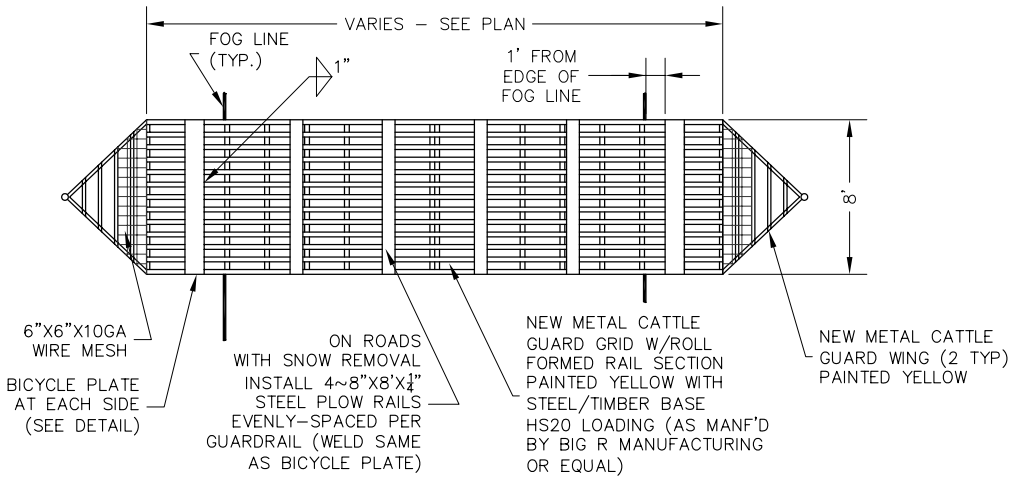 VARIES - SEE PLAN
FOG LINE
(TYP.)
1"
1' FROM
EDGE OF
FOG LINE
8'
6"X6"X10GA
WIRE MESH
BICYCLE PLATE
AT EACH SIDE
(SEE DETAIL)
ON ROADS
WITH SNOW REMOVAL
INSTALL 4~8"X8'X¼"
STEEL PLOW RAILS
EVENLY-SPACED PER
GUARDRAIL (WELD SAME
AS BICYCLE PLATE)
NEW METAL CATTLE
GUARD GRID W/ROLL
FORMED RAIL SECTION
PAINTED YELLOW WITH
STEEL/TIMBER BASE
HS20 LOADING (AS MANF'D
BY BIG R MANUFACTURING
OR EQUAL)
NEW METAL CATTLE
GUARD WING (2 TYP)
PAINTED YELLOW